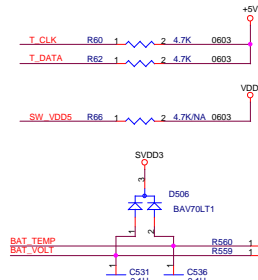 +5V
T_CLK R60 1 2 4.7K 0603
T_DATA R62 1 2 4.7K 0603
VDD
SW_VDD5 R66 1 2 4.7K/NA 0603
SVDD3
3
D506
BAV70LT1
1 2
BAT_TEMP R560 1
BAT_VOLT R559 1
1 C531 1 C536